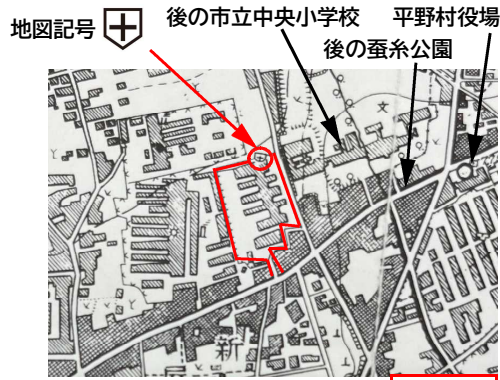 地図記号
後の市立中央小学校
平野村役場
後の蚕糸公園
文
新